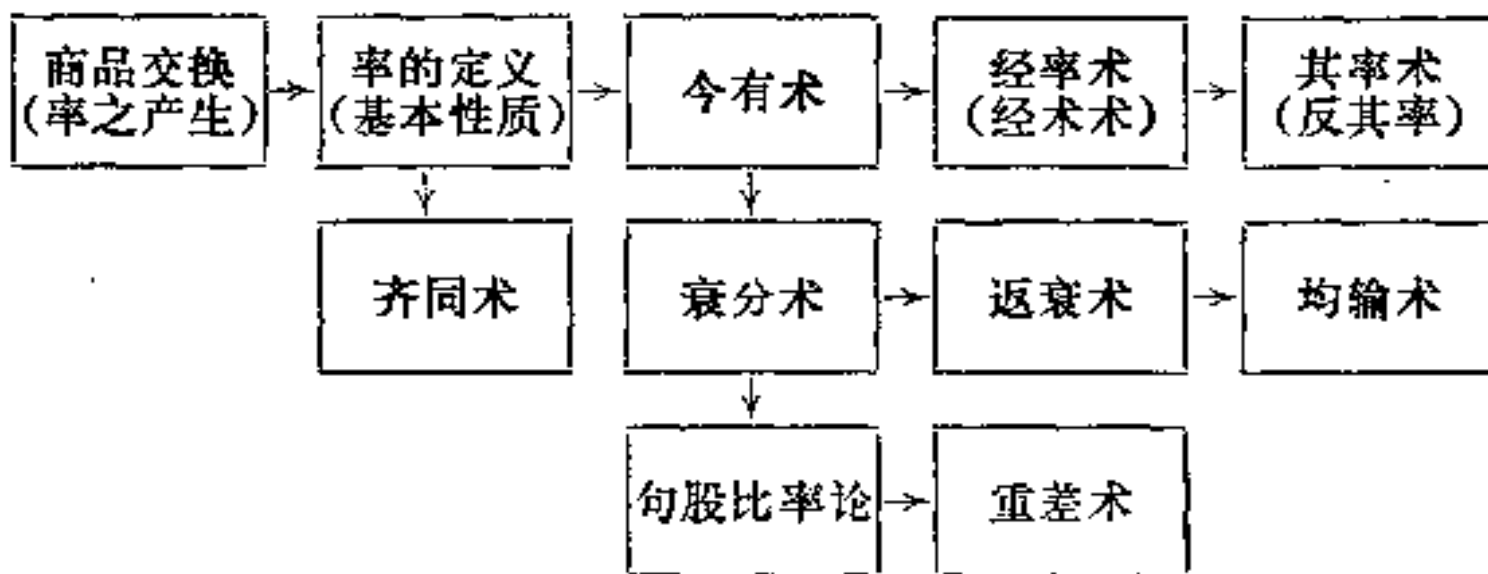 商品交换
(率之产生)
率的定义
(基本性质)
今有术
经率术
(经术术)
其率术
(反其率)
齐同术
衰分术
返衰术
均输术
句股比率论
重差术